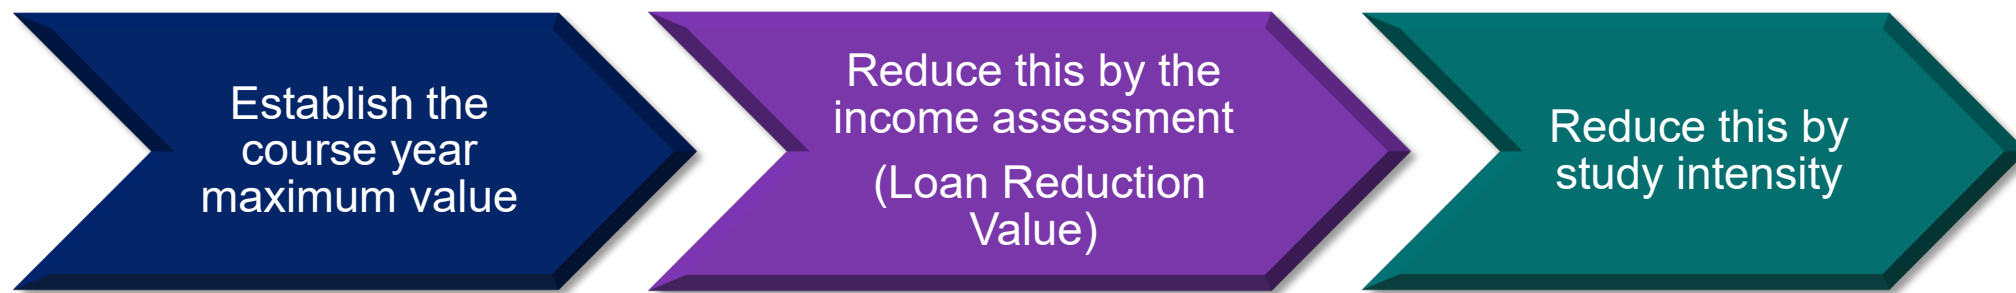 Establish the
course year
maximum value
Reduce this by the
income assessment
(Loan Reduction
Value)
Reduce this by
study intensity